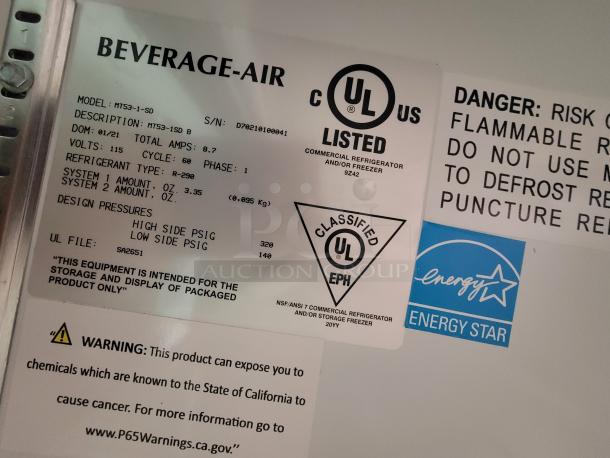 BEVERAGE-AIR
MODEL: MT53-1-SD
DESCRIPTION: MT53-1SD B
S/N: D70210100041
DOM: 01/21 TOTAL AMPS: 8.7
VOLTS: 115 CYCLE: 60 PHASE: 1
REFRIGERANT TYPE: R-290
SYSTEM 1 AMOUNT, OZ. 3.35 (0.095 Kg)
SYSTEM 2 AMOUNT, OZ.
DESIGN PRESSURES
HIGH SIDE PSIG 320
LOW SIDE PSIG 140
UL FILE: SA2651
"THIS EQUIPMENT IS INTENDED FOR THE
STORAGE AND DISPLAY OF PACKAGED
PRODUCT ONLY"
C UL US
®
LISTED
COMMERCIAL REFRIGERATOR
AND/OR FREEZER
9Z42
CLASSIFIED
UL
EPH
NSF/ANSI 7 COMMERCIAL REFRIGERATOR
AND/OR STORAGE FREEZER
20YY
DANGER: RISK
FLAMMABLE R
DO NOT USE M
TO DEFROST RE
PUNCTURE
energy
ENERGY STAR
AUCTION GROUP
"⚠ WARNING: This product can expose you to
chemicals which are known to the State of California to
cause cancer. For more information go to
www.P65Warnings.ca.gov."